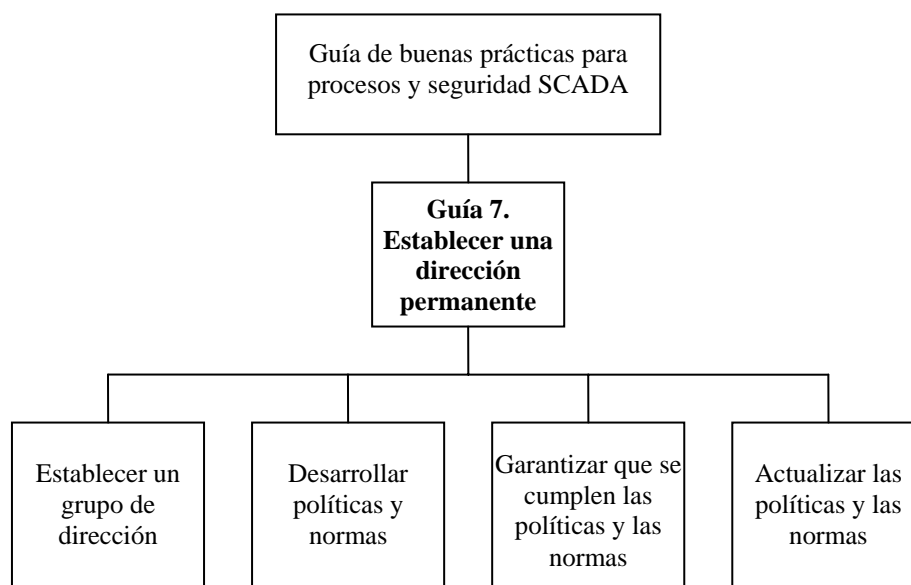 Guía de buenas prácticas para
procesos y seguridad SCADA
Guía 7.
Establecer una
dirección
permanente
Establecer un
grupo de
dirección
Desarrollar
políticas y
normas
Garantizar que se
cumplen las
políticas y las
normas
Actualizar las
políticas y las
normas